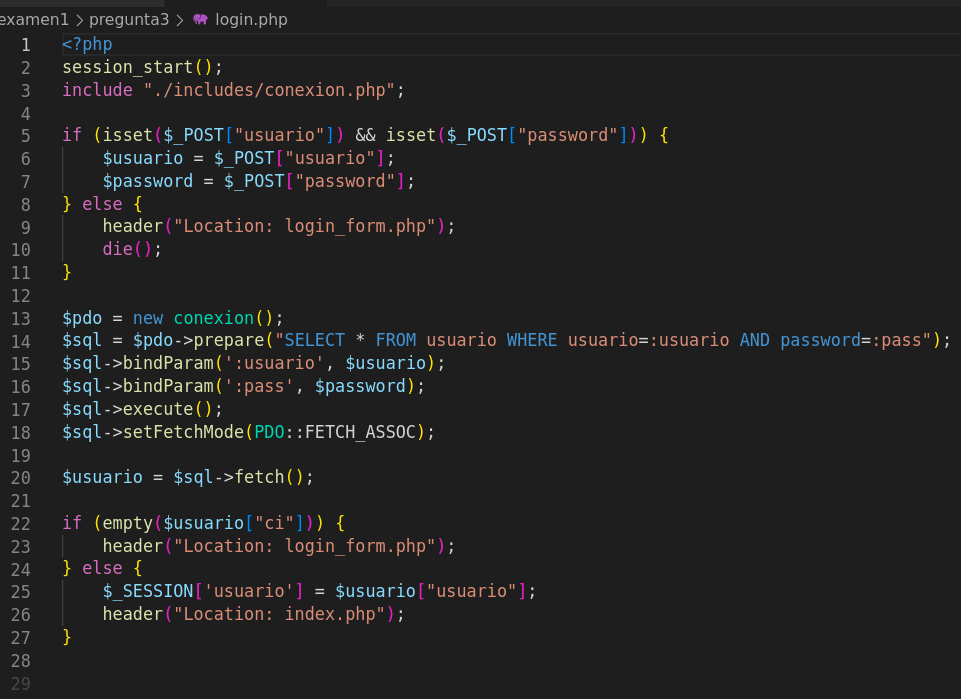 examen1 > pregunta3 > login.php
1 <?php
2 session_start();
3 include "./includes/conexion.php";
4
5 if (isset($_POST["usuario"]) && isset($_POST["password"])) {
6     $usuario = $_POST["usuario"];
7     $password = $_POST["password"];
8 } else {
9     header("Location: login_form.php");
10     die();
11 }
12
13 $pdo = new conexion();
14 $sql = $pdo->prepare("SELECT * FROM usuario WHERE usuario=:usuario AND password=:pass");
15 $sql->bindParam(':usuario', $usuario);
16 $sql->bindParam(':pass', $password);
17 $sql->execute();
18 $sql->setFetchMode(PDO::FETCH_ASSOC);
19
20 $usuario = $sql->fetch();
21
22 if (empty($usuario["ci"])) {
23     header("Location: login_form.php");
24 } else {
25     $_SESSION['usuario'] = $usuario["usuario"];
26     header("Location: index.php");
27 }
28
29